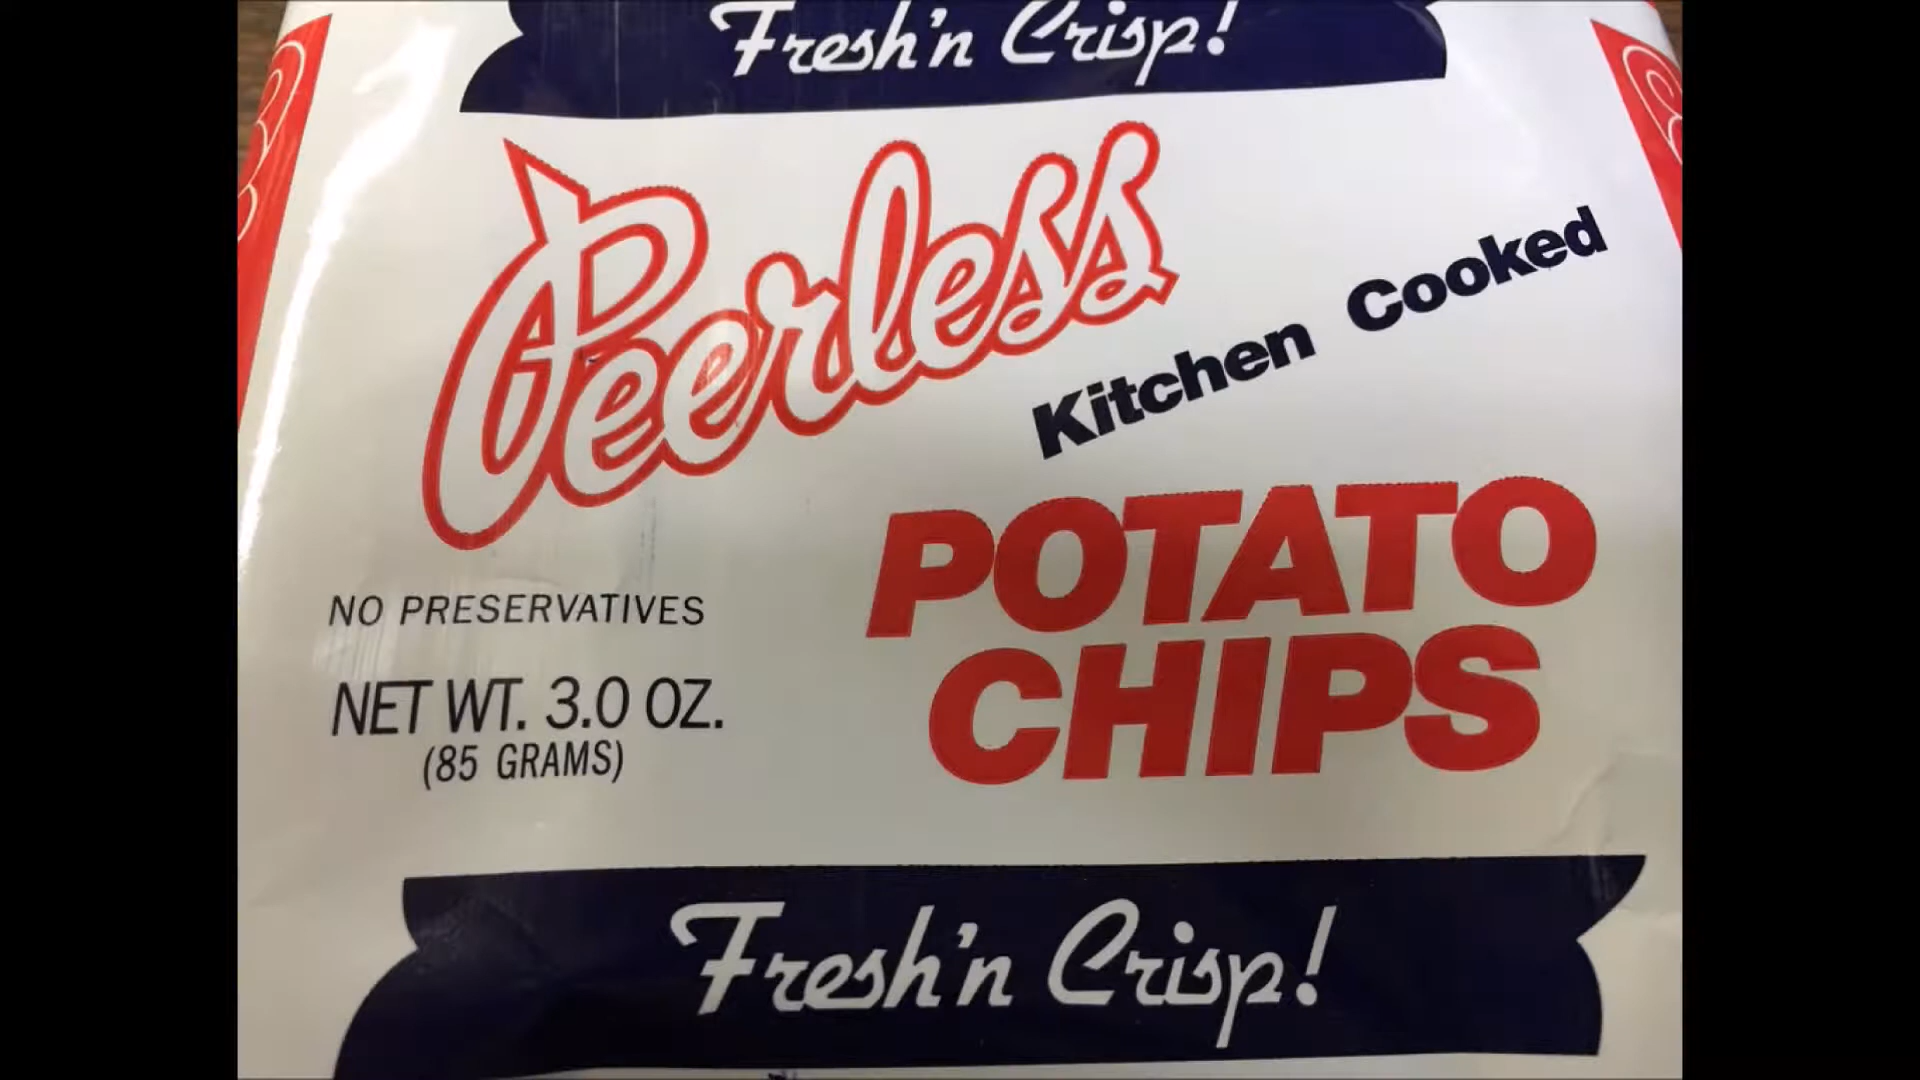 Fresh'n Crisp!
Peerless
Kitchen Cooked
POTATO
CHIPS
NO PRESERVATIVES
NET WT. 3.0 OZ.
(85 GRAMS)
Fresh'n Crisp!